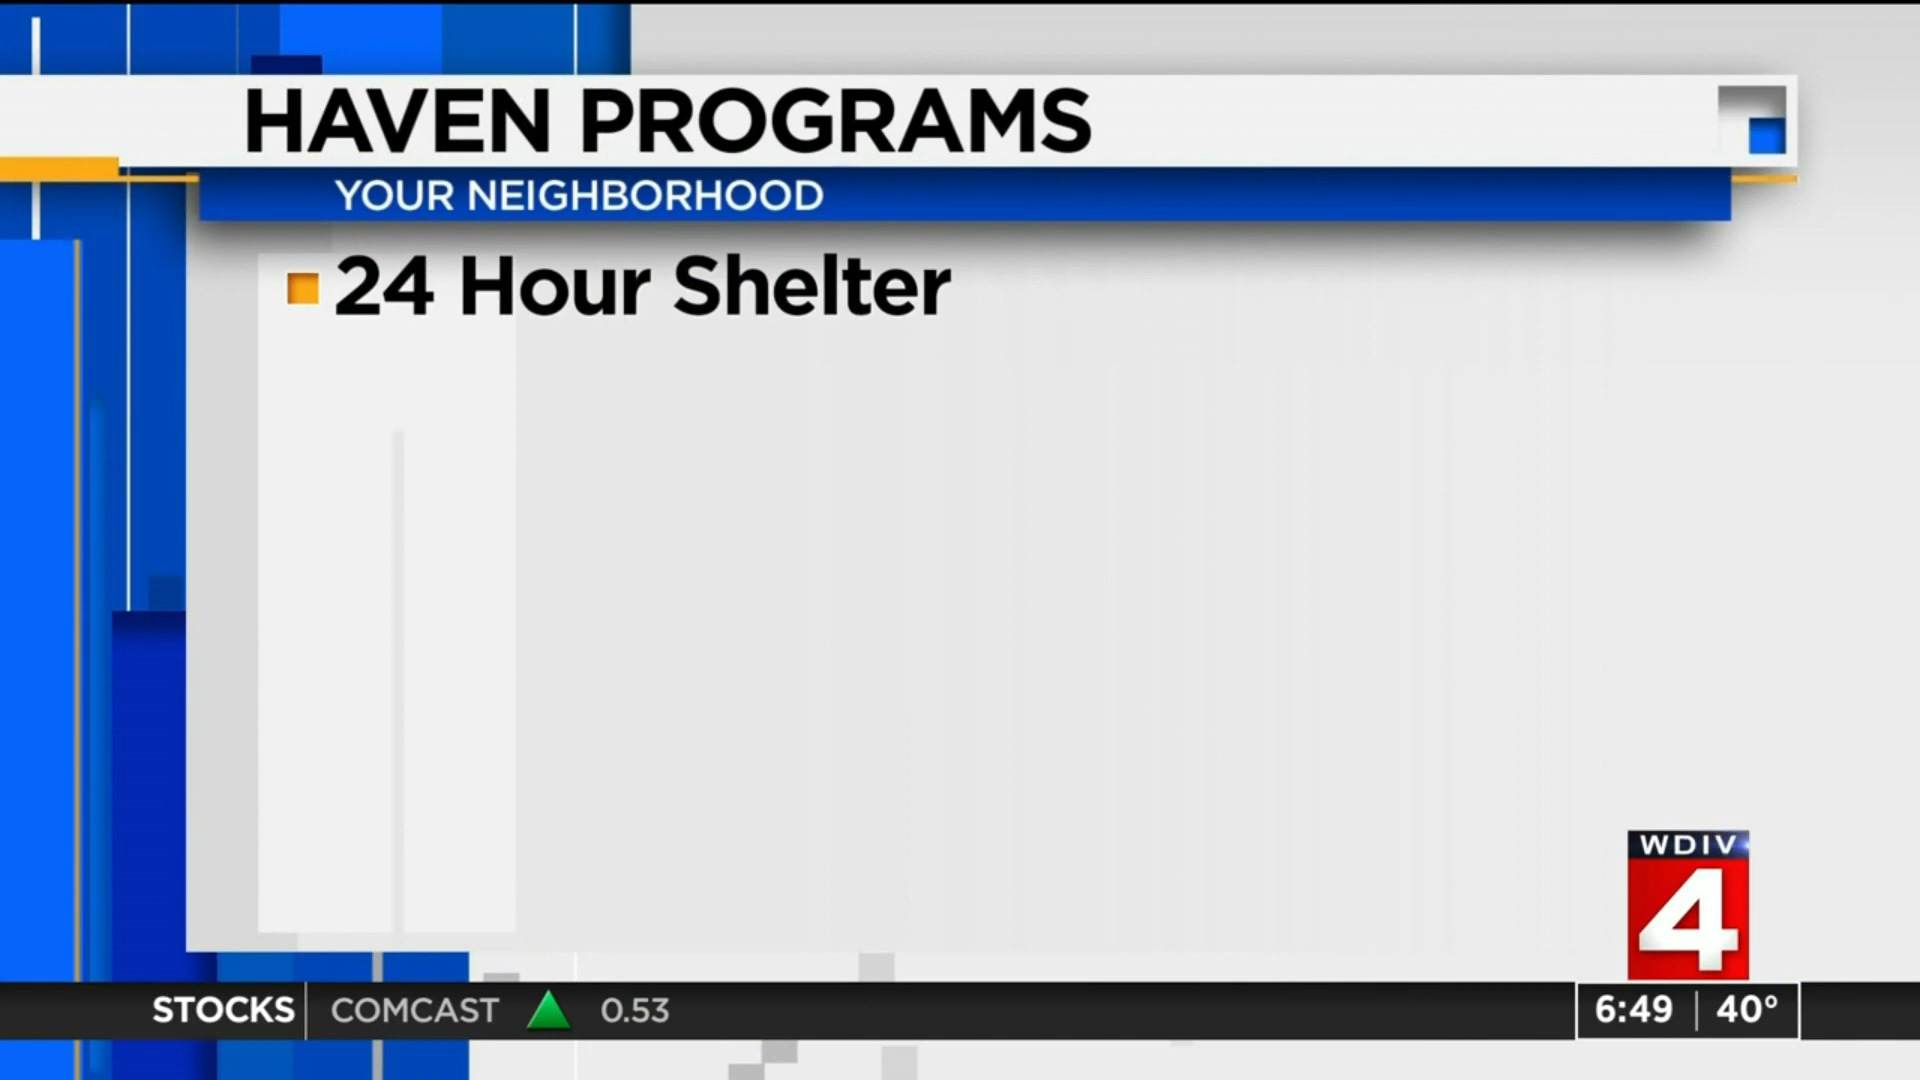 HAVEN PROGRAMS
YOUR NEIGHBORHOOD
24 Hour Shelter
WDIV
4
STOCKS COMCAST 0.53
6:49 40°